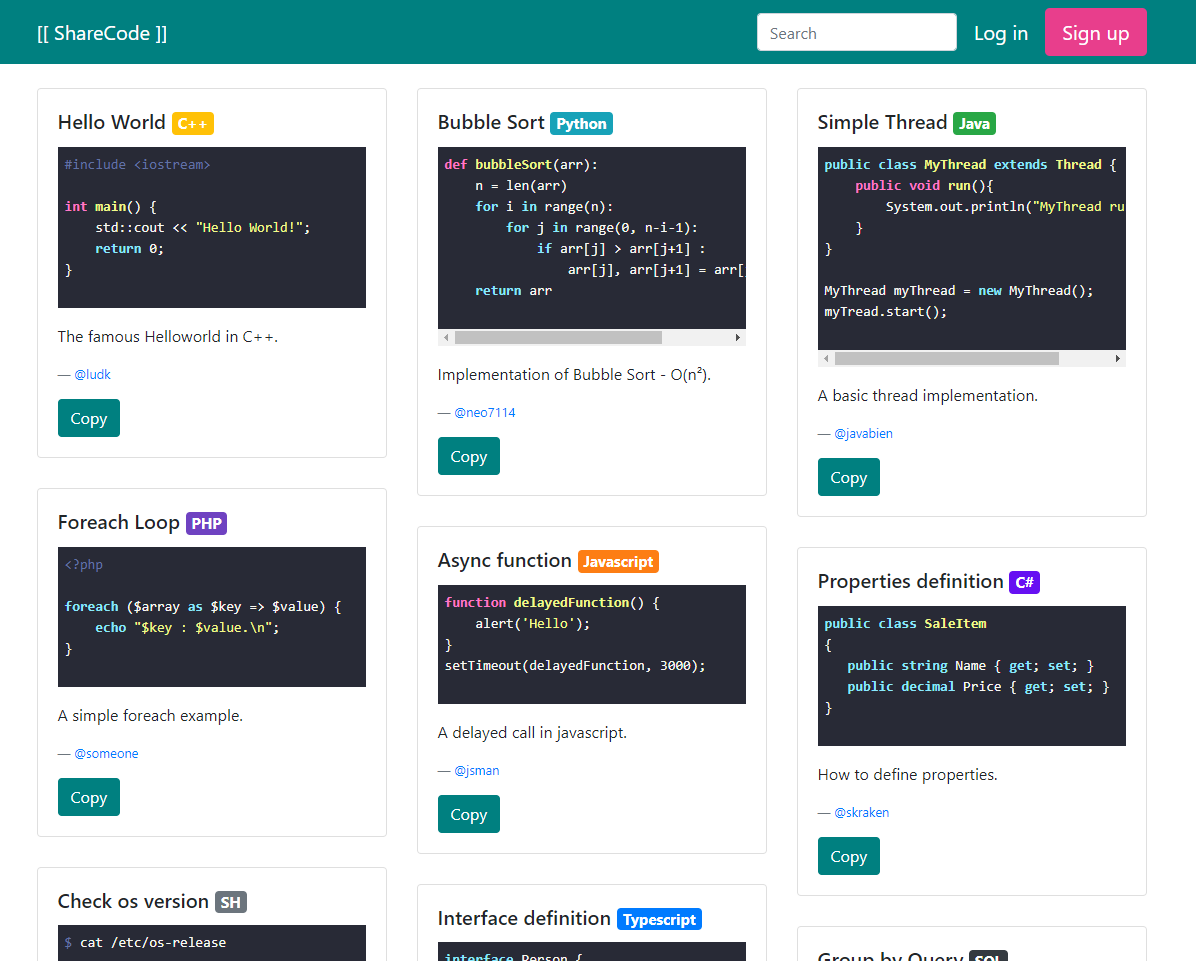 [[ ShareCode ]]
Search
Log in
Sign up
Hello World C++
#include <iostream>
int main() {
    std::cout << "Hello World!";
    return 0;
}
The famous Helloworld in C++.
— @ludk
Copy
Foreach Loop PHP
<?php
foreach ($array as $key => $value) {
    echo "$key : $value.\n";
}
A simple foreach example.
— @someone
Copy
Check os version SH
$ cat /etc/os-release
Bubble Sort Python
def bubbleSort(arr):
    n = len(arr)
    for i in range(n):
        for j in range(0, n-i-1):
            if arr[j] > arr[j+1] :
                arr[j], arr[j+1] = arr[
    return arr
Implementation of Bubble Sort - O(n²).
— @neo7114
Copy
Async function Javascript
function delayedFunction() {
    alert('Hello');
}
setTimeout(delayedFunction, 3000);
A delayed call in javascript.
— @jsman
Copy
Interface definition Typescript
interface Person {
Simple Thread Java
public class MyThread extends Thread {
    public void run(){
        System.out.println("MyThread ru
    }
}
MyThread myThread = new MyThread();
myTread.start();
A basic thread implementation.
— @javabien
Copy
Properties definition C#
public class SaleItem
{
   public string Name { get; set; }
   public decimal Price { get; set; }
}
How to define properties.
— @skraken
Copy
Group by Query SQL